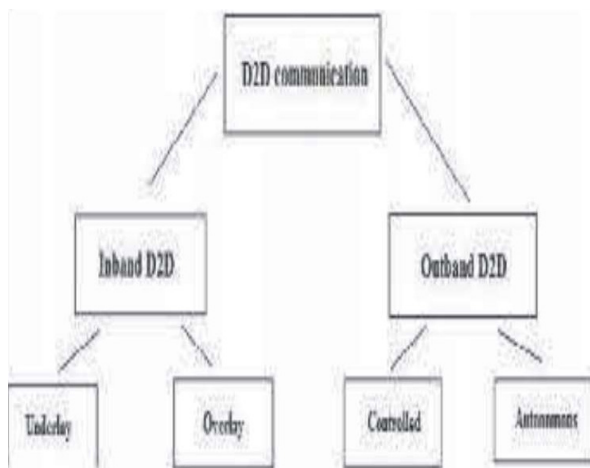 D2D communication
Inband D2D
Outband D2D
Underlay
Overlay
Controlled
Autonomous